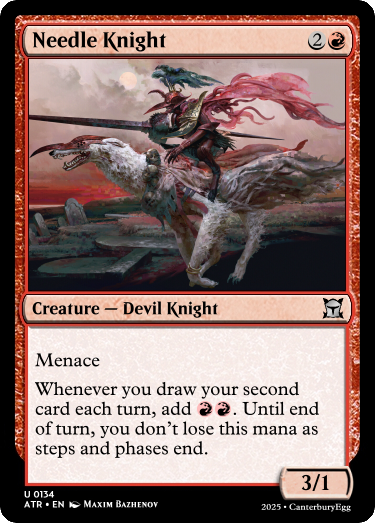 Needle Knight 2
Creature — Devil Knight
Menace
Whenever you draw your second
card each turn, add . Until end
of turn, you don’t lose this mana as
steps and phases end.
3/1
U 0134
ATR • EN Maxim Bazhenov
2025 • CanterburyEgg